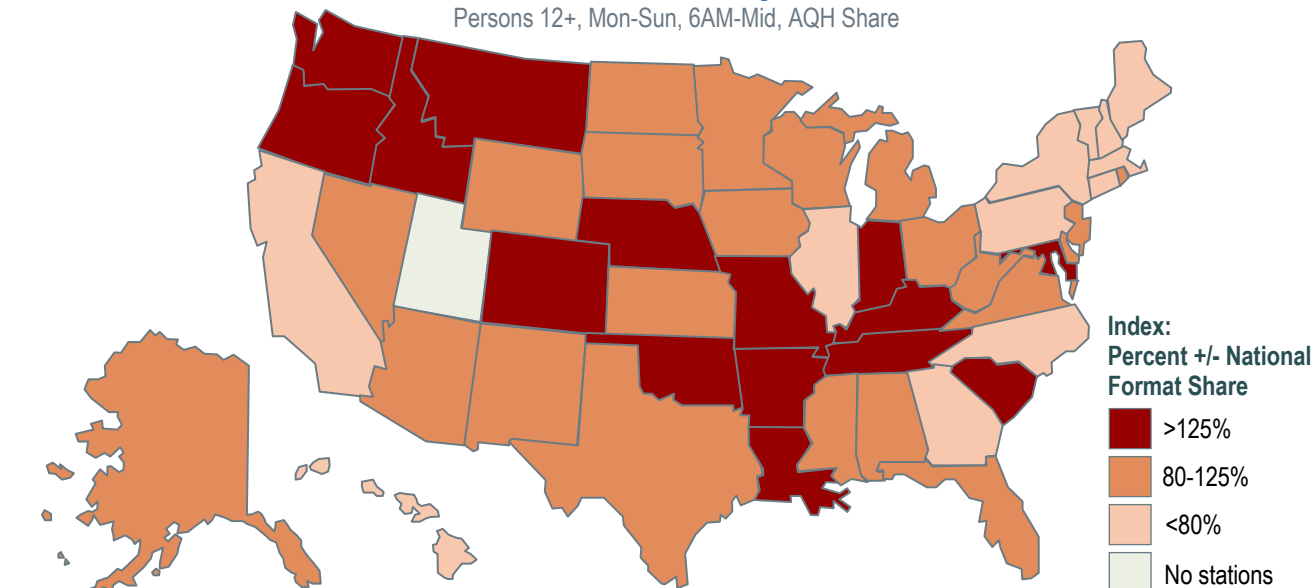 Persons 12+, Mon-Sun, 6AM-Mid, AQH Share
Index:
Percent +/- National
Format Share
>125%
80-125%
<80%
No stations